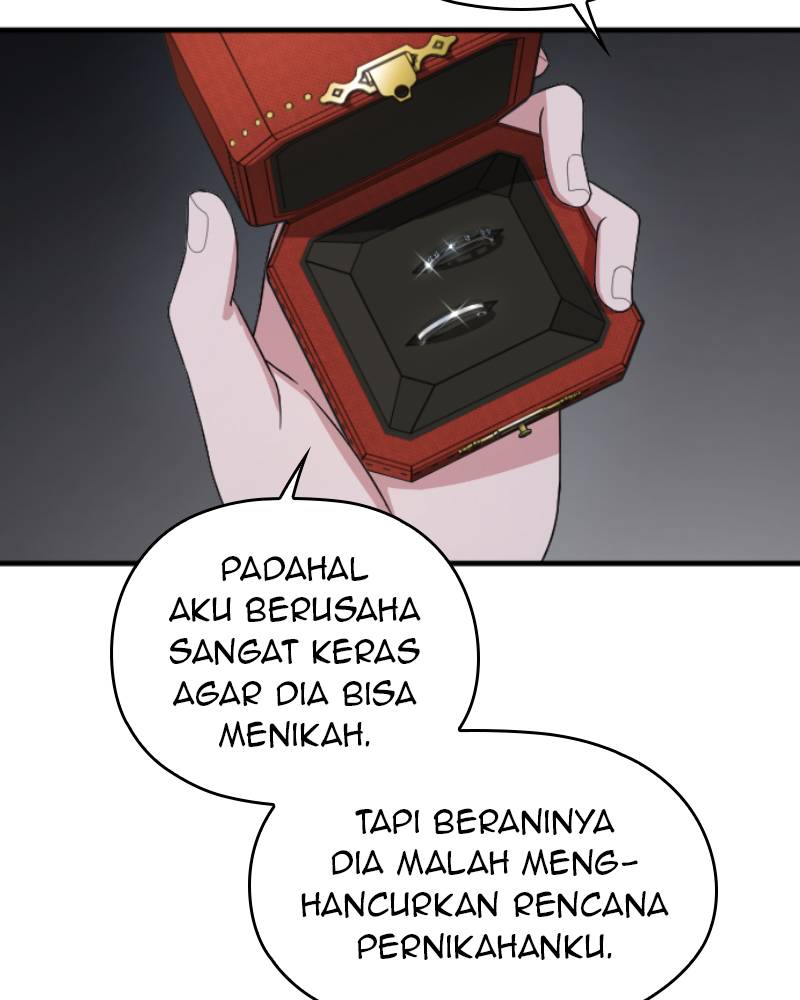 PADAHAL
AKU BERUSAHA
SANGAT KERAS
AGAR DIA BISA
MENIKAH.
TAPI BERANINYA
DIA MALAH MENG-
HANCURKAN RENCANA
PERNIKAHANKU.